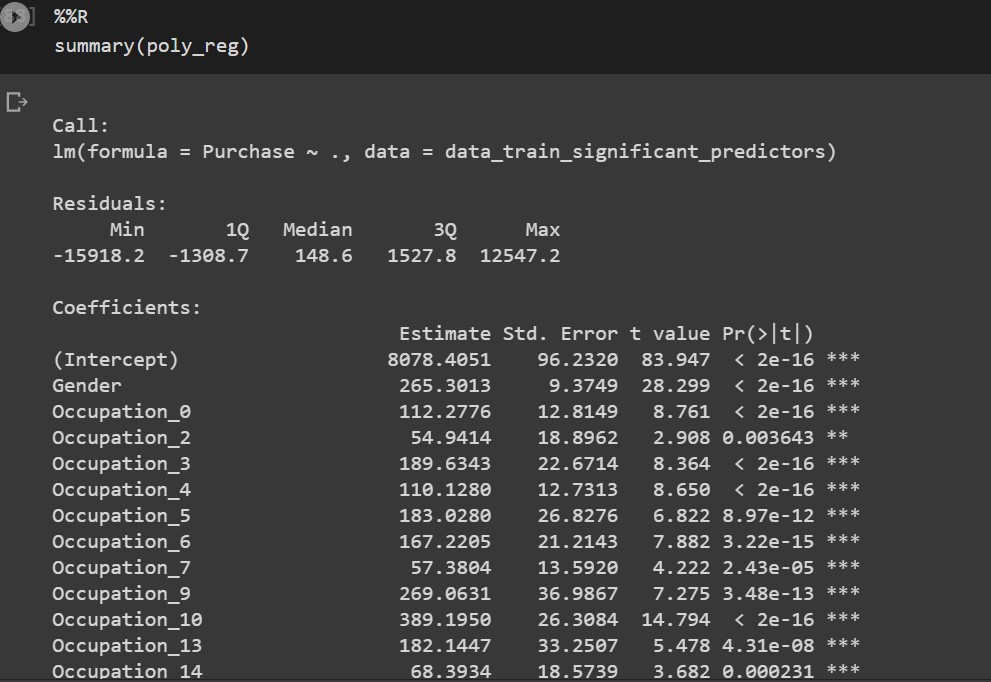 %%R
summary(poly_reg)
Call:
lm(formula = Purchase ~ ., data = data_train_significant_predictors)
Residuals:
Min 1Q Median 3Q Max
-15918.2 -1308.7 148.6 1527.8 12547.2
Coefficients:
Estimate Std. Error t value Pr(>|t|)
(Intercept) 8078.4051 96.2320 83.947 < 2e-16 ***
Gender 265.3013 9.3749 28.299 < 2e-16 ***
Occupation_0 112.2776 12.8149 8.761 < 2e-16 ***
Occupation_2 54.9414 18.8962 2.908 0.003643 **
Occupation_3 189.6343 22.6714 8.364 < 2e-16 ***
Occupation_4 110.1280 12.7313 8.650 < 2e-16 ***
Occupation_5 183.0280 26.8276 6.822 8.97e-12 ***
Occupation_6 167.2205 21.2143 7.882 3.22e-15 ***
Occupation_7 57.3804 13.5920 4.222 2.43e-05 ***
Occupation_9 269.0631 36.9867 7.275 3.48e-13 ***
Occupation_10 389.1950 26.3084 14.794 < 2e-16 ***
Occupation_13 182.1447 33.2507 5.478 4.31e-08 ***
Occupation_14 68.3934 18.5739 3.682 0.000231 ***